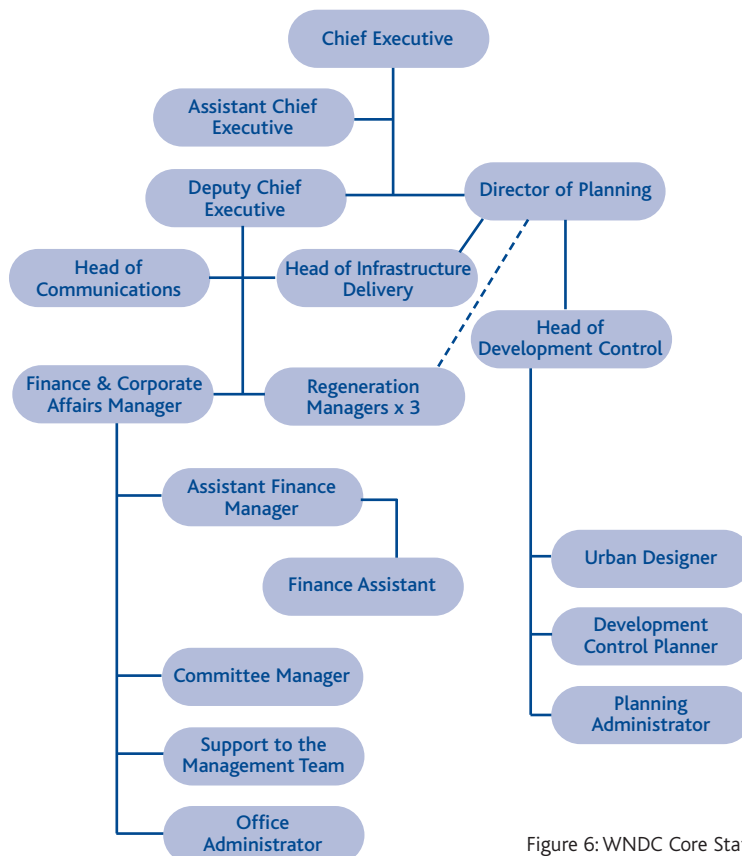 Chief Executive
Assistant Chief
Executive
Deputy Chief
Executive
Director of Planning
Head of
Communications
Head of Infrastructure
Delivery
Head of
Development Control
Finance & Corporate
Affairs Manager
Regeneration
Managers x 3
Assistant Finance
Manager
Finance Assistant
Urban Designer
Development
Control Planner
Committee Manager
Planning
Administrator
Support to the
Management Team
Office
Administrator
Figure 6: WNDC Core